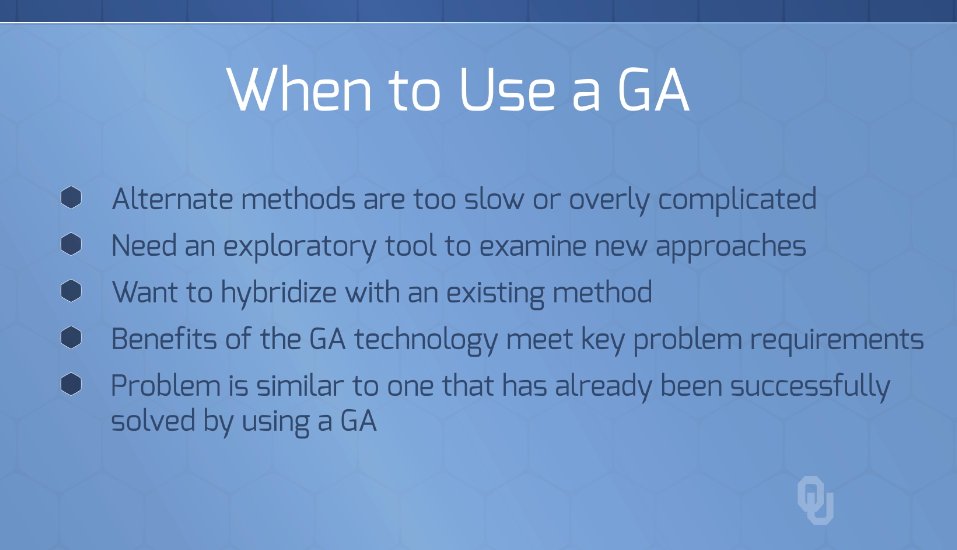 When to Use a GA
Alternate methods are too slow or overly complicated
Need an exploratory tool to examine new approaches
Want to hybridize with an existing method
Benefits of the GA technology meet key problem requirements
Problem is similar to one that has already been successfully
solved by using a GA
OU